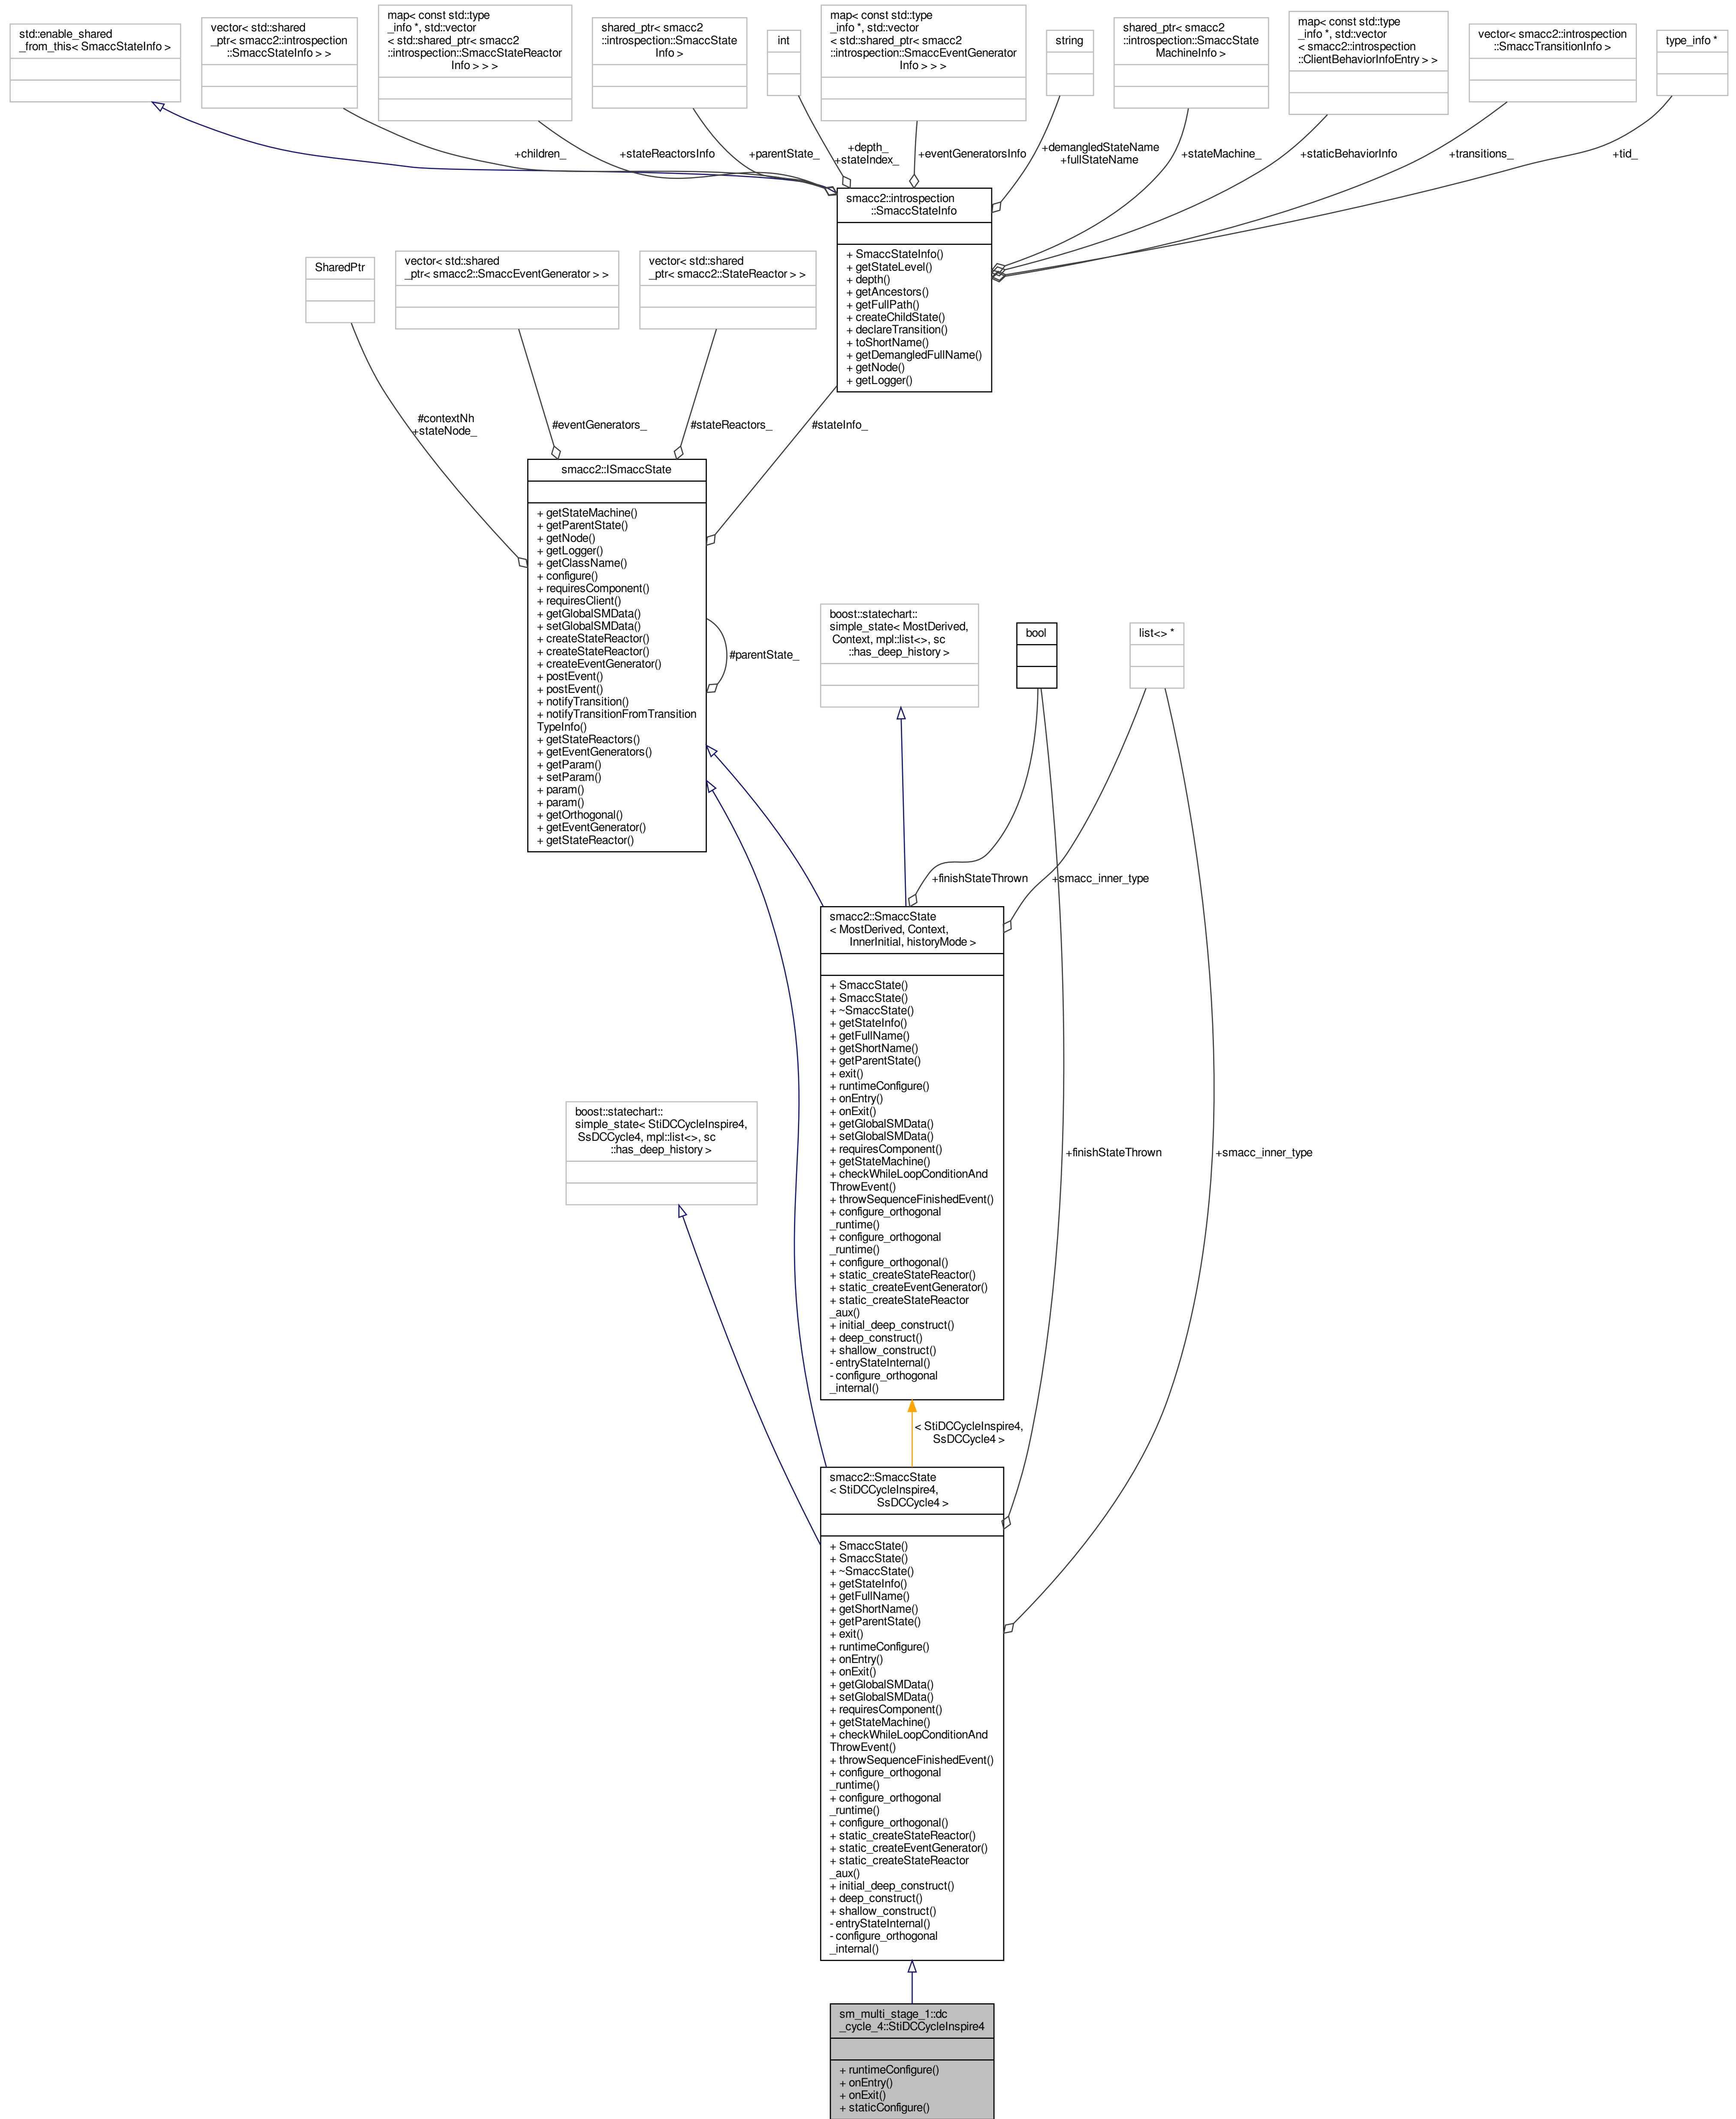 std::enable_shared
_from_this< SmaccStateInfo >
vector< std::shared
_ptr< smacc2::introspection
::SmaccStateInfo > >
map< const std::type
_info *, std::vector
< std::shared_ptr< smacc2
::introspection::SmaccStateReactor
Info > > >
shared_ptr< smacc2
::introspection::SmaccState
Info >
int
map< const std::type
_info *, std::vector
< std::shared_ptr< smacc2
::introspection::SmaccEventGenerator
Info > > >
string
shared_ptr< smacc2
::introspection::SmaccState
MachineInfo >
map< const std::type
_info *, std::vector
< smacc2::introspection
::ClientBehaviorInfoEntry > >
vector< smacc2::introspection
::SmaccTransitionInfo >
type_info *
+children_
+stateReactorsInfo
+parentState_
+depth_
+stateIndex_
+eventGeneratorsInfo
+demangledStateName
+fullStateName
+stateMachine_
+staticBehaviorInfo
+transitions_
+tid_
smacc2::introspection
::SmaccStateInfo
+ SmaccStateInfo()
+ getStateLevel()
+ depth()
+ getAncestors()
+ getFullPath()
+ createChildState()
+ declareTransition()
+ toShortName()
+ getDemangledFullName()
+ getNode()
+ getLogger()
SharedPtr
vector< std::shared
_ptr< smacc2::SmaccEventGenerator > >
vector< std::shared
_ptr< smacc2::StateReactor > >
#contextNh
+stateNode_
#eventGenerators_
#stateReactors_
#stateInfo_
smacc2::ISmaccState
+ getStateMachine()
+ getParentState()
+ getNode()
+ getLogger()
+ getClassName()
+ configure()
+ requiresComponent()
+ requiresClient()
+ getGlobalSMData()
+ setGlobalSMData()
+ createStateReactor()
+ createStateReactor()
+ createEventGenerator()
+ postEvent()
+ postEvent()
+ notifyTransition()
+ notifyTransitionFromTransition
TypeInfo()
+ getStateReactors()
+ getEventGenerators()
+ getParam()
+ setParam()
+ param()
+ param()
+ getOrthogonal()
+ getEventGenerator()
+ getStateReactor()
#parentState_
boost::statechart::
simple_state< MostDerived,
Context, mpl::list<>, sc
::has_deep_history >
bool
list<> *
+finishStateThrown
+smacc_inner_type
smacc2::SmaccState
< MostDerived, Context,
InnerInitial, historyMode >
+ SmaccState()
+ SmaccState()
+ ~SmaccState()
+ getStateInfo()
+ getFullName()
+ getShortName()
+ getParentState()
+ exit()
+ runtimeConfigure()
+ onEntry()
+ onExit()
+ getGlobalSMData()
+ setGlobalSMData()
+ requiresComponent()
+ getStateMachine()
+ checkWhileLoopConditionAnd
ThrowEvent()
+ throwSequenceFinishedEvent()
+ configure_orthogonal
_runtime()
+ configure_orthogonal
_runtime()
+ configure_orthogonal()
+ static_createStateReactor()
+ static_createEventGenerator()
+ static_createStateReactor
_aux()
+ initial_deep_construct()
+ deep_construct()
+ shallow_construct()
- entryStateInternal()
- configure_orthogonal
_internal()
boost::statechart::
simple_state< StiDCCycleInspire4,
SsDCCycle4, mpl::list<>, sc
::has_deep_history >
+finishStateThrown
+smacc_inner_type
< StiDCCycleInspire4,
SsDCCycle4 >
smacc2::SmaccState
< StiDCCycleInspire4,
SsDCCycle4 >
+ SmaccState()
+ SmaccState()
+ ~SmaccState()
+ getStateInfo()
+ getFullName()
+ getShortName()
+ getParentState()
+ exit()
+ runtimeConfigure()
+ onEntry()
+ onExit()
+ getGlobalSMData()
+ setGlobalSMData()
+ requiresComponent()
+ getStateMachine()
+ checkWhileLoopConditionAnd
ThrowEvent()
+ throwSequenceFinishedEvent()
+ configure_orthogonal
_runtime()
+ configure_orthogonal
_runtime()
+ configure_orthogonal()
+ static_createStateReactor()
+ static_createEventGenerator()
+ static_createStateReactor
_aux()
+ initial_deep_construct()
+ deep_construct()
+ shallow_construct()
- entryStateInternal()
- configure_orthogonal
_internal()
sm_multi_stage_1::dc
_cycle_4::StiDCCycleInspire4
+ runtimeConfigure()
+ onEntry()
+ onExit()
+ staticConfigure()